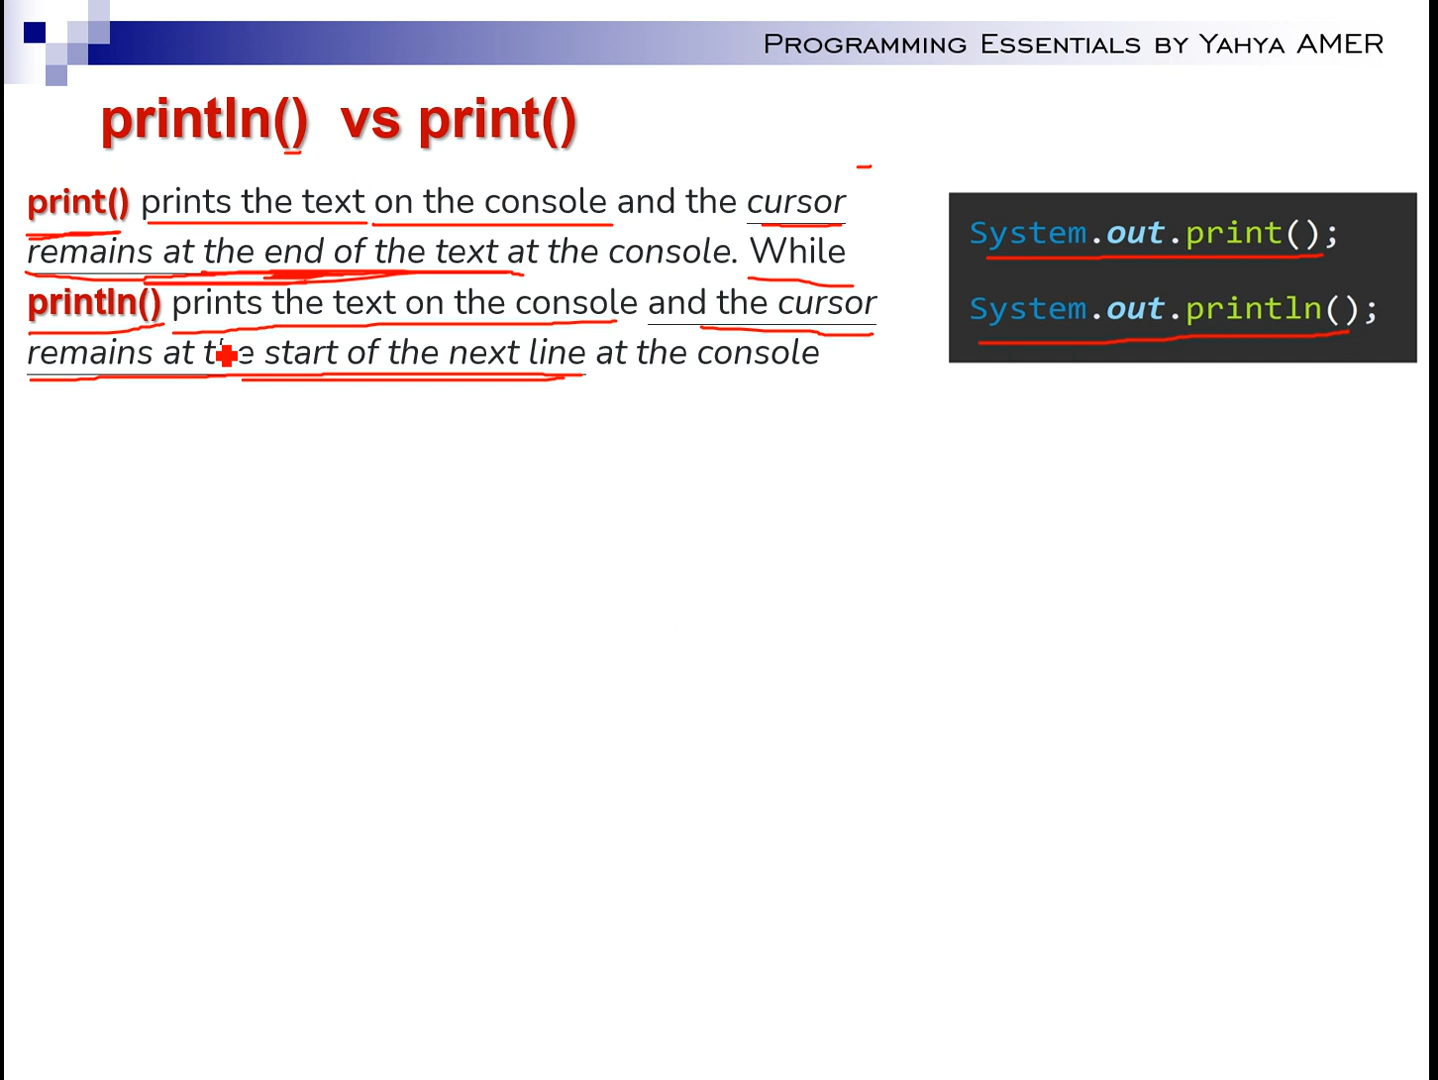 PROGRAMMING ESSENTIALS BY YAHYA AMER
println() vs print()
print() prints the text on the console and the cursor
remains at the end of the text at the console. While
println() prints the text on the console and the cursor
remains at the start of the next line at the console
System.out.print();
System.out.println();